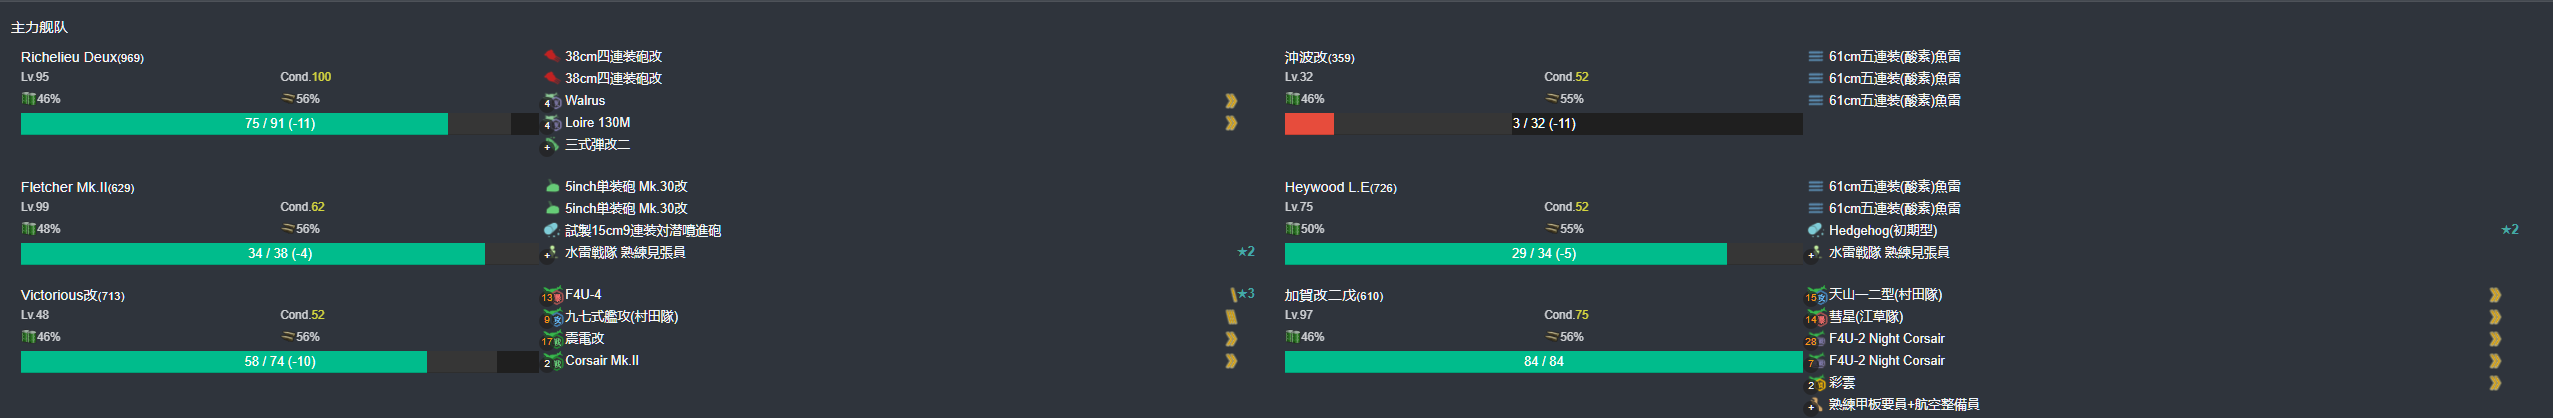 主力舰队
Richelieu Deux(969)
Lv.95 Cond.100
46% 56%
75 / 91 (-11)
38cm四連装砲改
38cm四連装砲改
4 Walrus
4 Loire 130M
+ 三式弾改二
沖波改(359)
Lv.32 Cond.52
46% 55%
3 / 32 (-11)
61cm五連装(酸素)魚雷
61cm五連装(酸素)魚雷
61cm五連装(酸素)魚雷
Fletcher Mk.II(629)
Lv.99 Cond.62
48% 56%
34 / 38 (-4)
5inch単装砲 Mk.30改
5inch単装砲 Mk.30改
試製15cm9連装対潜噴進砲
+ 水雷戦隊 熟練見張員 ★2
Heywood L.E(726)
Lv.75 Cond.52
50% 55%
29 / 34 (-5)
61cm五連装(酸素)魚雷
61cm五連装(酸素)魚雷
Hedgehog(初期型) ★2
+ 水雷戦隊 熟練見張員
Victorious改(713)
Lv.48 Cond.52
46% 56%
58 / 74 (-10)
13 F4U-4 ★3
9 九七式艦攻(村田隊)
17 震電改
2 Corsair Mk.II
加賀改二戊(610)
Lv.97 Cond.75
46% 56%
84 / 84
15 天山一二型(村田隊)
14 彗星(江草隊)
28 F4U-2 Night Corsair
7 F4U-2 Night Corsair
2 彩雲
+ 熟練甲板要員+航空整備員